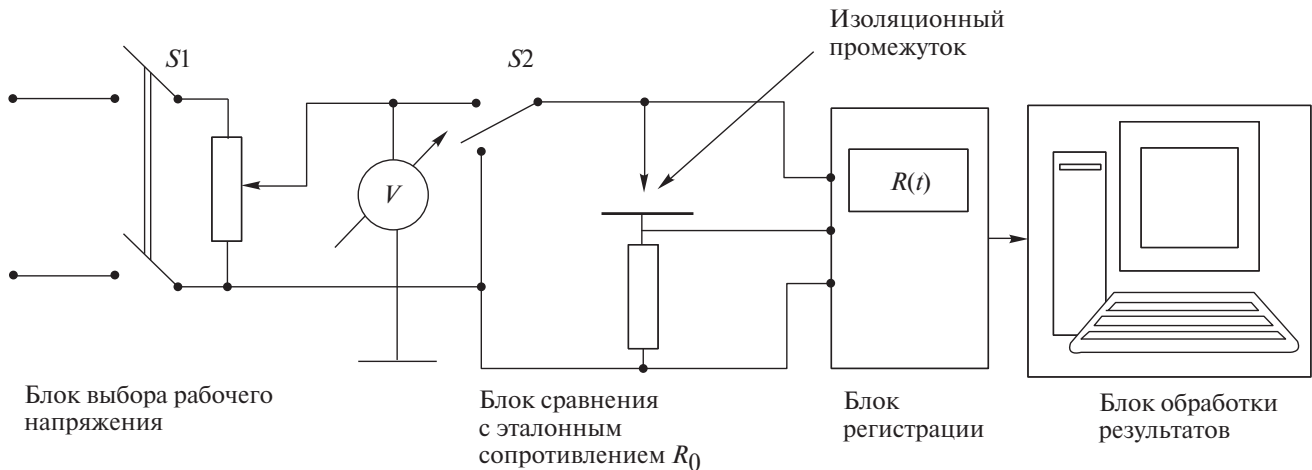 Изоляционный
промежуток
S1
S2
V
R(t)
Блок выбора рабочего
напряжения
Блок сравнения
с эталонным
сопротивлением R0
Блок
регистрации
Блок обработки
результатов